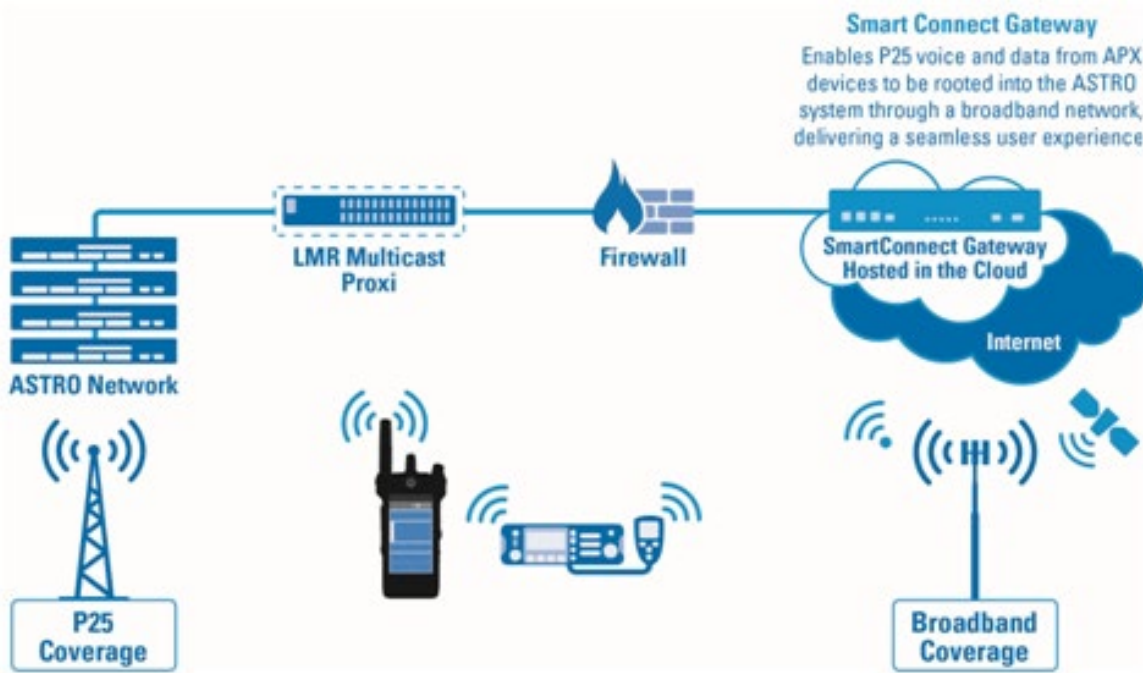 Smart Connect Gateway
Enables P25 voice and data from APX
devices to be rooted into the ASTRO
system through a broadband network,
delivering a seamless user experience
LMR Multicast
Proxi
Firewall
SmartConnect Gateway
Hosted in the Cloud
Internet
ASTRO Network
P25
Coverage
Broadband
Coverage